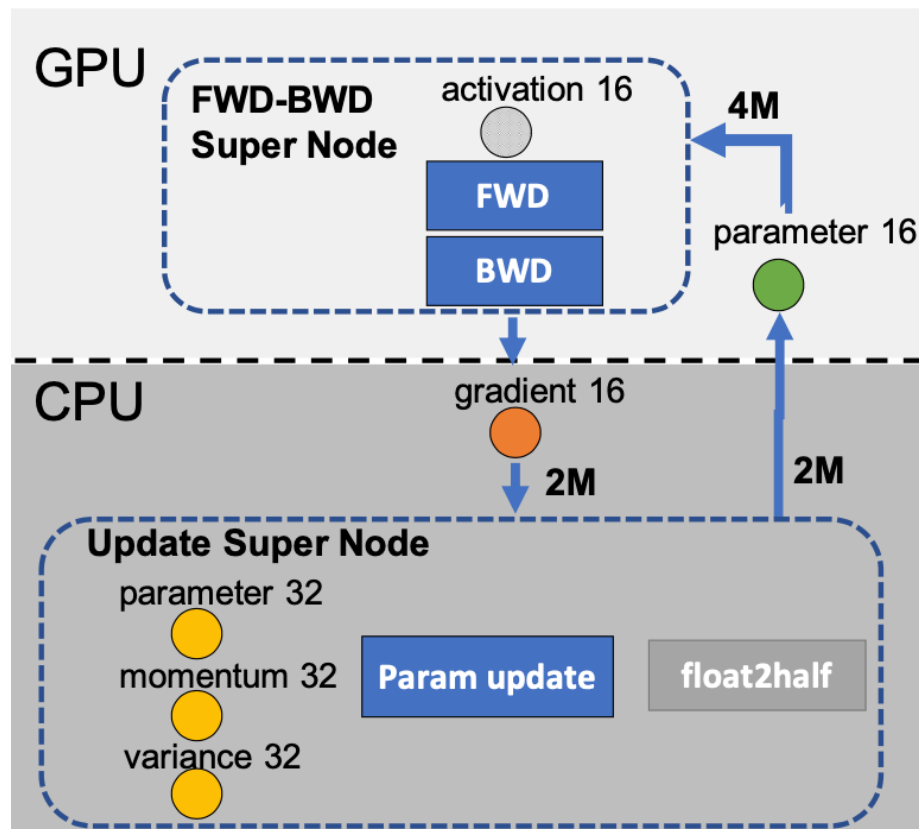 GPU
FWD-BWD
Super Node
activation 16
FWD
BWD
4M
parameter 16
CPU
gradient 16
2M
2M
Update Super Node
parameter 32
momentum 32
variance 32
Param update
float2half